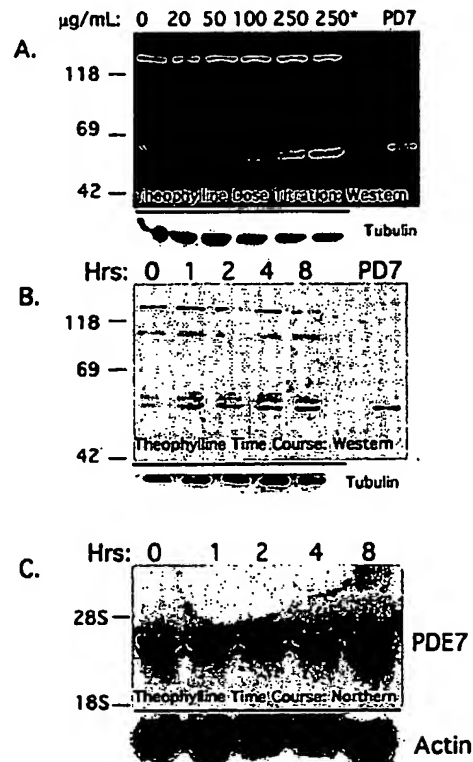 µg/mL: 0 20 50 100 250 250* PD7
A.
118
69
42
Theophylline Dose Titration: Western
Tubulin
Hrs: 0 1 2 4 8 PD7
B.
118
69
42
Theophylline Time Course: Western
Tubulin
Hrs: 0 1 2 4 8
C.
28S
PDE7
18S
Theophylline Time Course: Northern
Actin